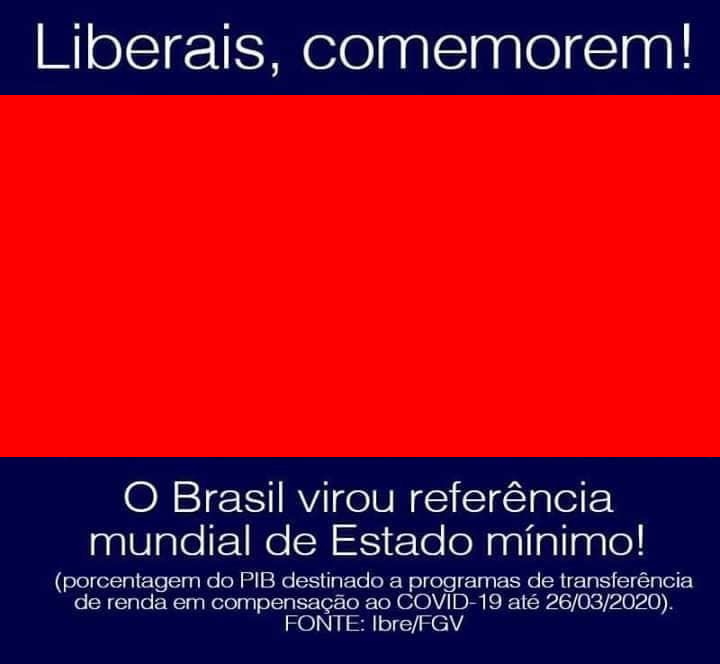 Liberais, comemorem!
O Brasil virou referência
mundial de Estado mínimo!
(porcentagem do PIB destinado a programas de transferência
de renda em compensação ao COVID-19 até 26/03/2020).
FONTE: Ibre/FGV